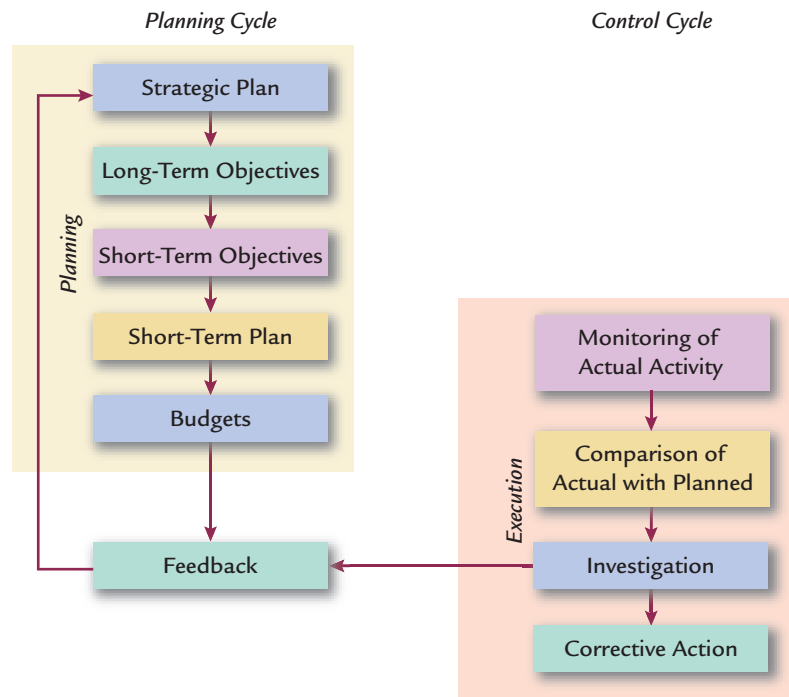 Planning Cycle
Control Cycle
Strategic Plan
Long-Term Objectives
Short-Term Objectives
Planning
Short-Term Plan
Budgets
Feedback
Monitoring of
Actual Activity
Comparison of
Actual with Planned
Execution
Investigation
Corrective Action